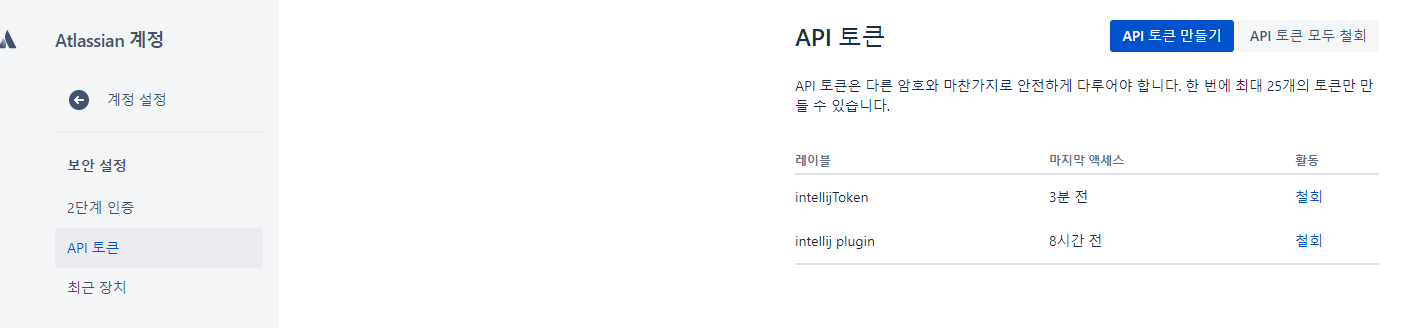 Atlassian 계정
계정 설정
보안 설정
2단계 인증
API 토큰
최근 장치
API 토큰
API 토큰 만들기
API 토큰 모두 철회
API 토큰은 다른 암호와 마찬가지로 안전하게 다루어야 합니다. 한 번에 최대 25개의 토큰만 만
들 수 있습니다.
레이블 마지막 액세스 활동
intellijToken 3분 전 철회
intellij plugin 8시간 전 철회